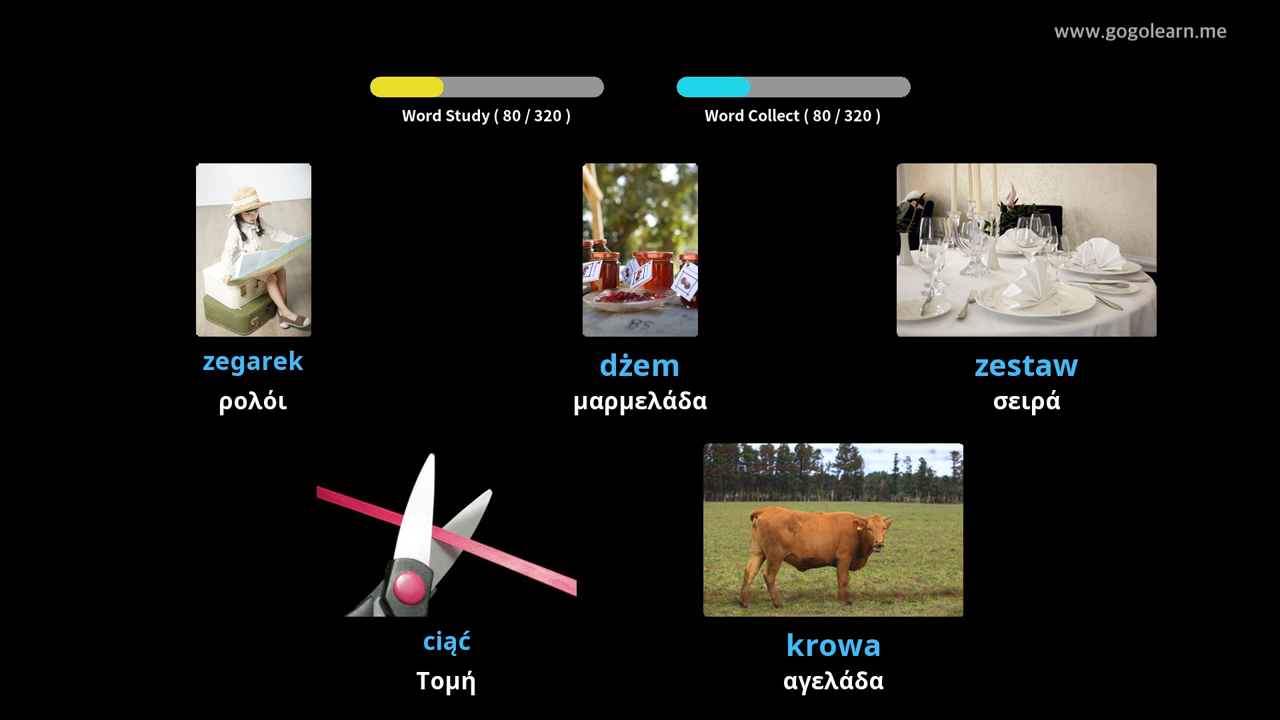 www.gogolearn.me
Word Study ( 80 / 320 )
Word Collect ( 80 / 320 )
zegarek
ρολόι
dżem
μαρμελάδα
zestaw
σειρά
ciąć
Τομή
krowa
αγελάδα